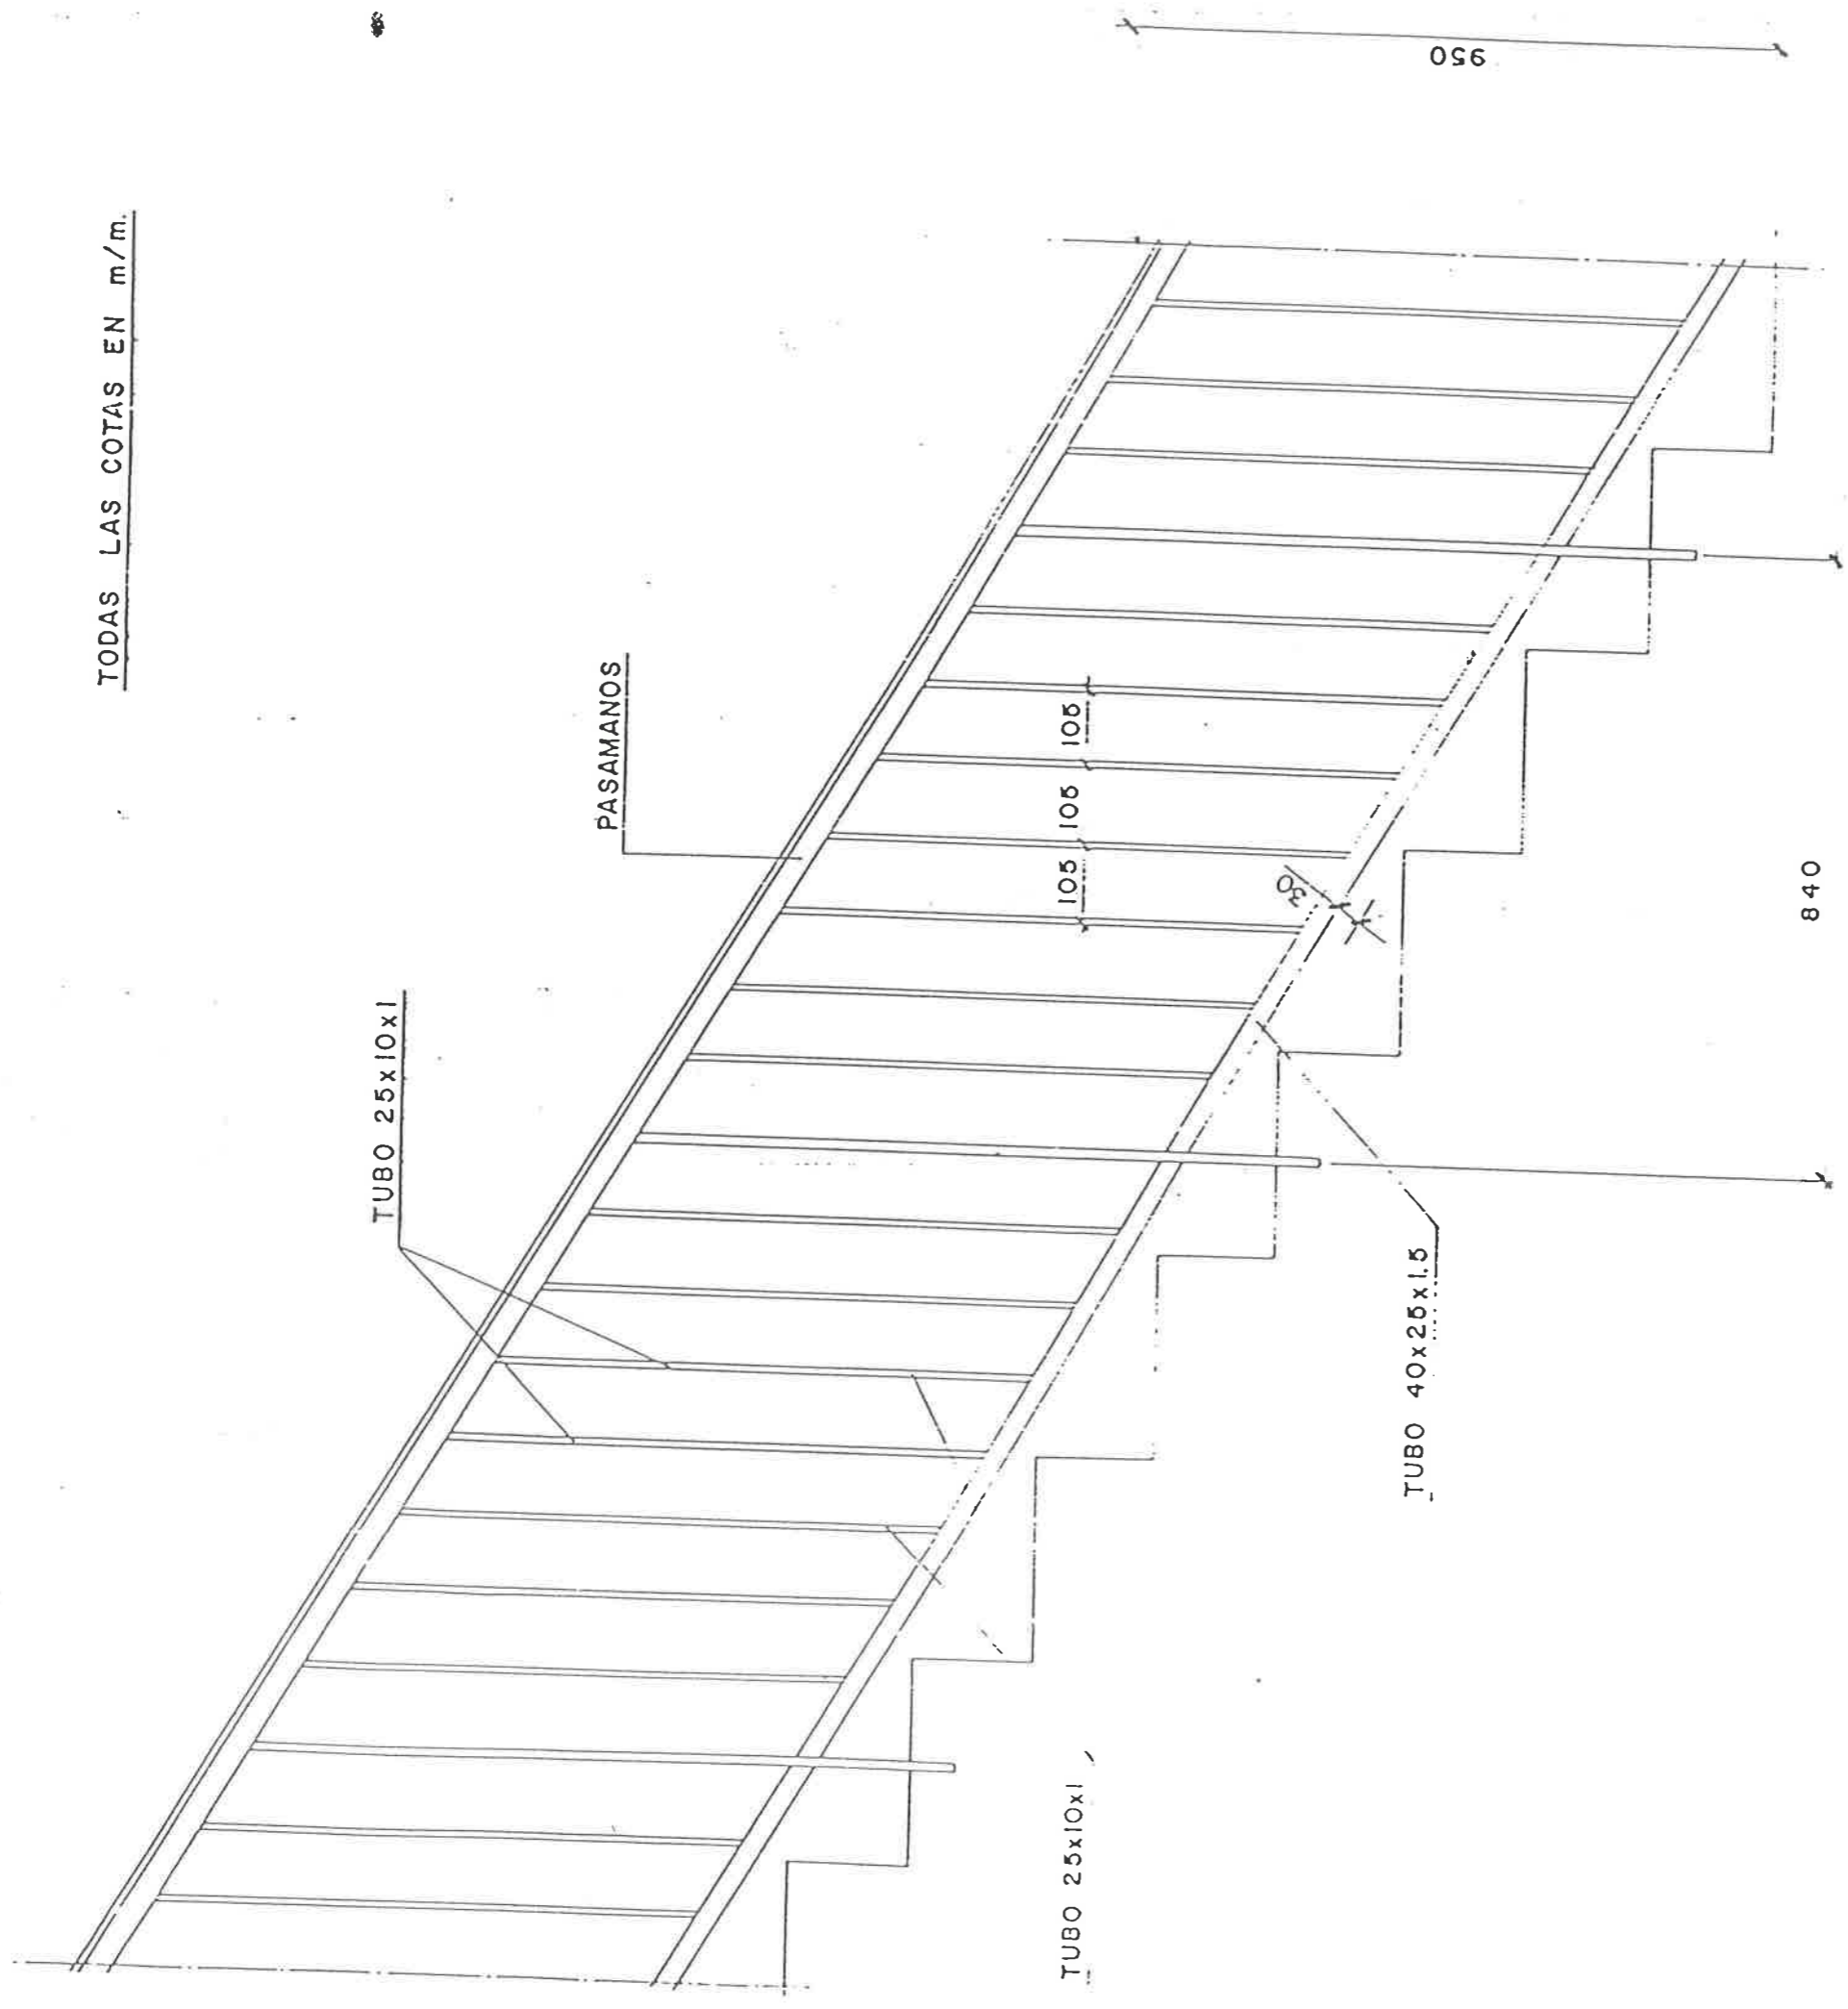 TODAS LAS COTAS EN m/m.
PASAMANOS
TUBO 25x10x1
105 105 105
30
950
840
TUBO 40x25x1.5
TUBO 25x10x1